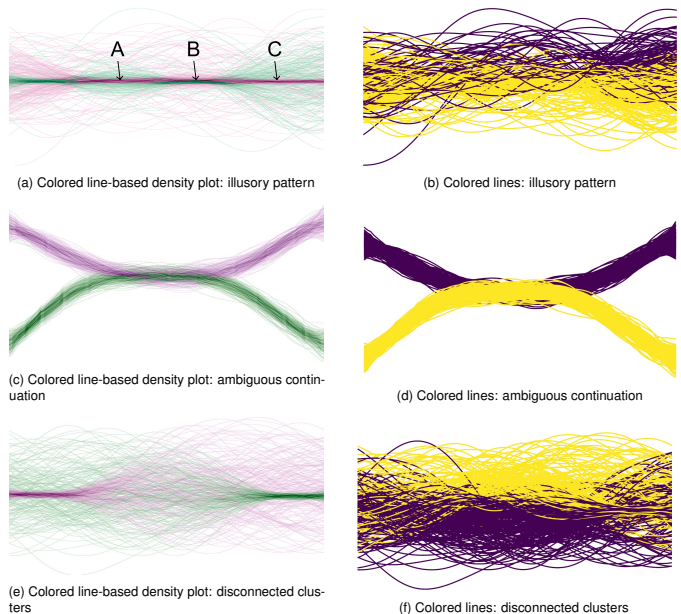 A B C
(a) Colored line-based density plot: illusory pattern
(b) Colored lines: illusory pattern
(c) Colored line-based density plot: ambiguous contin-
uation
(d) Colored lines: ambiguous continuation
(e) Colored line-based density plot: disconnected clus-
ters
(f) Colored lines: disconnected clusters